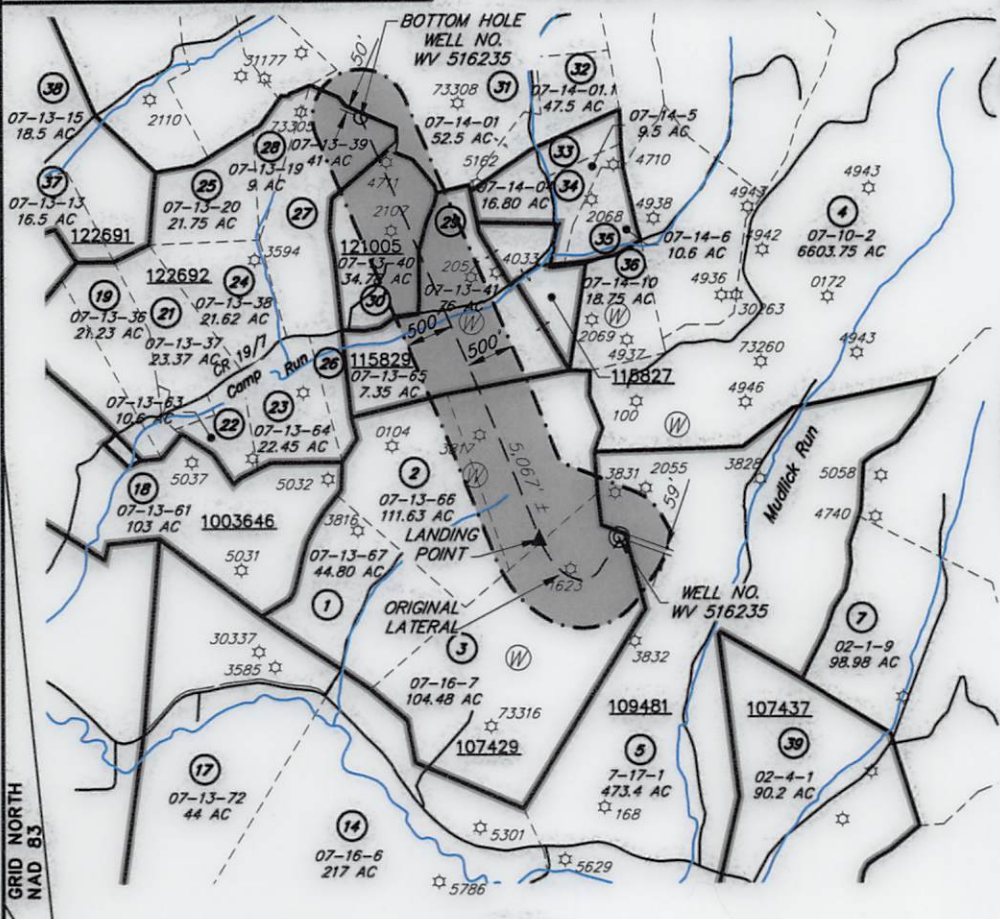 BOTTOM HOLE
WELL NO.
WV 516235
50'
31177
2110
38
07-13-15
18.5 AC
73305
28
07-13-19
9 AC
07-13-39
41 AC
4711
73308
31
07-14-01
52.5 AC
5162
32
07-14-01.1
47.5 AC
07-14-5
9.5 AC
33
4710
34
07-14-04
16.80 AC
2068
4938
4943
4943
4942
4
07-10-2
6603.75 AC
0172
37
07-13-13
16.5 AC
25
07-13-20
21.75 AC
27
122691
122692
3594
2107
121005
07-13-40
30
29
07-13-41
76 AC
4033
35
07-14-6
10.6 AC
36
07-14-10
18.75 AC
4936
30263
19
07-13-36
21.23 AC
21
07-13-37
23.37 AC
24
07-13-38
21.62 AC
CR 19/7
Camp Run
26
500'
500'
W
W
2069
4937
73260
4943
4946
115829
07-13-65
7.35 AC
115827
100
W
07-13-63
10.6 AC
22
23
07-13-64
22.45 AC
0104
3817
W
5,067' ±
3831
2055
3828
59'
Mudlick Run
5058
4740
5037
5032
18
07-13-61
103 AC
1003646
5031
2
07-13-66
111.63 AC
3816
LANDING
POINT
07-13-67
44.80 AC
1
ORIGINAL
LATERAL
1623
WELL NO.
WV 516235
3832
7
02-1-9
98.98 AC
30337
3585
3
W
07-16-7
104.48 AC
73316
107429
109481
5
7-17-1
473.4 AC
168
107437
39
02-4-1
90.2 AC
17
07-13-72
44 AC
14
07-16-6
217 AC
5301
5629
5786
GRID NORTH
NAD 83